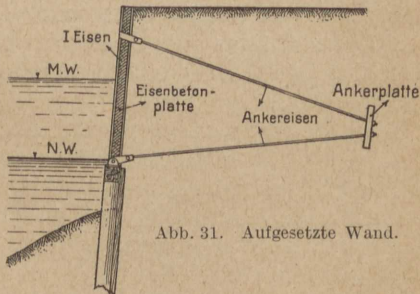 I Eisen
M.W.
Eisenbeton-
platte
Ankerplatte
Ankereisen
N.W.
Abb. 31. Aufgesetzte Wand.